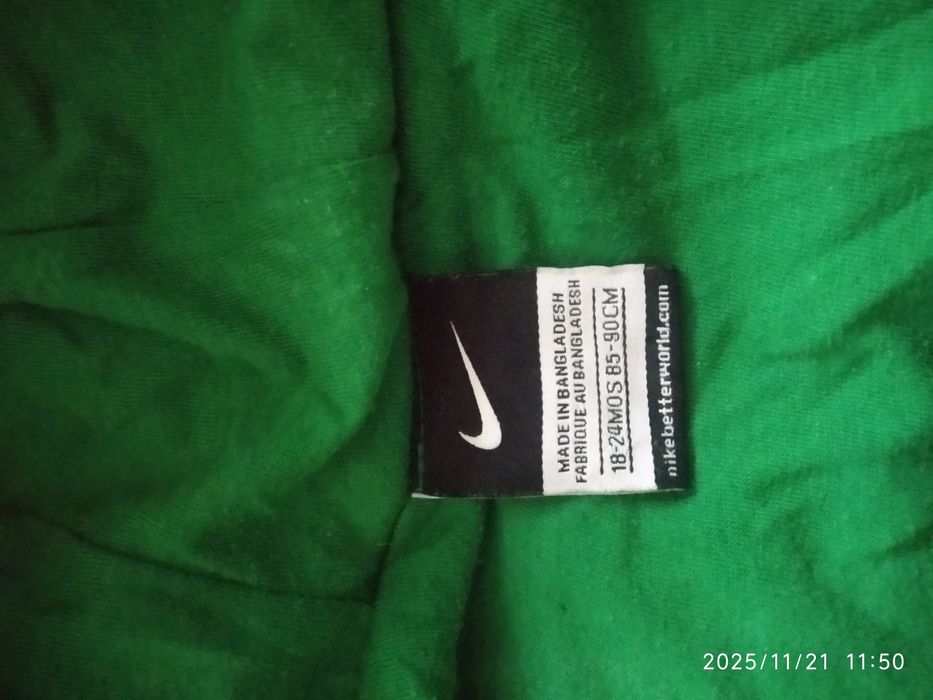 MADE IN BANGLADESH
FABRIQUE AU BANGLADESH
18-24MOS 85-90CM
nikebetterworld.com
2025/11/21 11:50